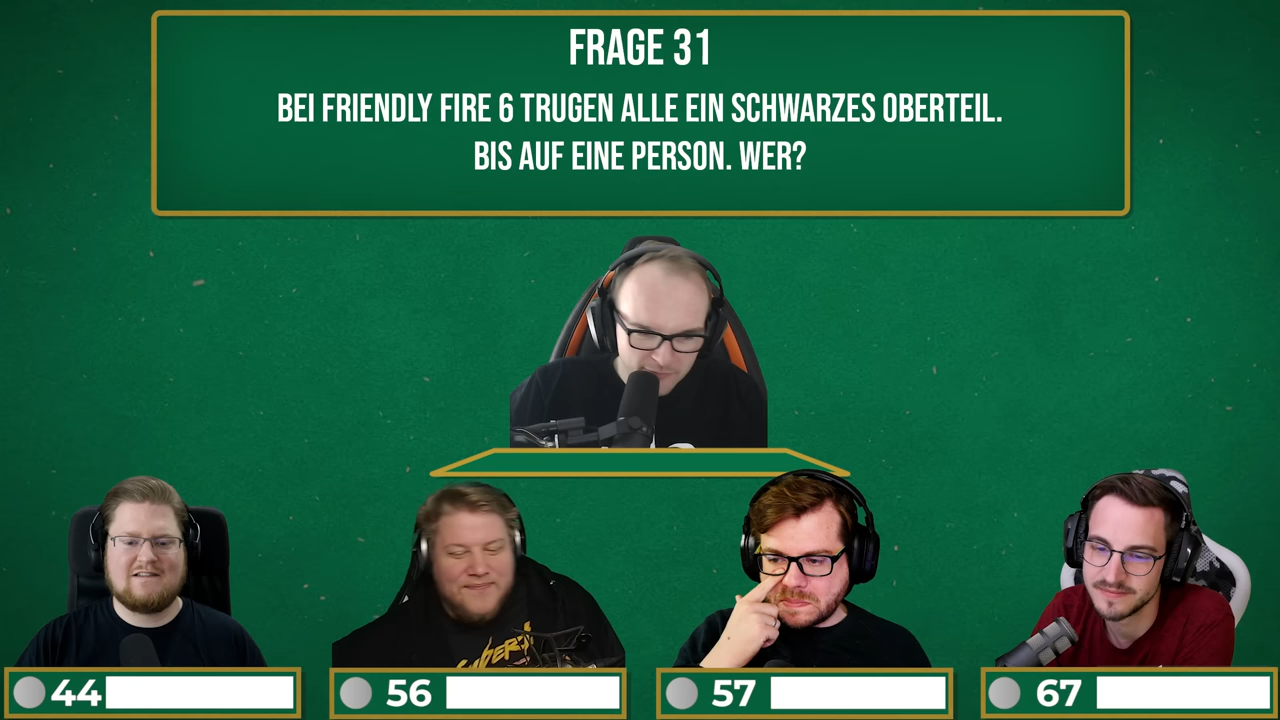 FRAGE 31
BEI FRIENDLY FIRE 6 TRUGEN ALLE EIN SCHWARZES OBERTEIL.
BIS AUF EINE PERSON. WER?
44
56
57
67